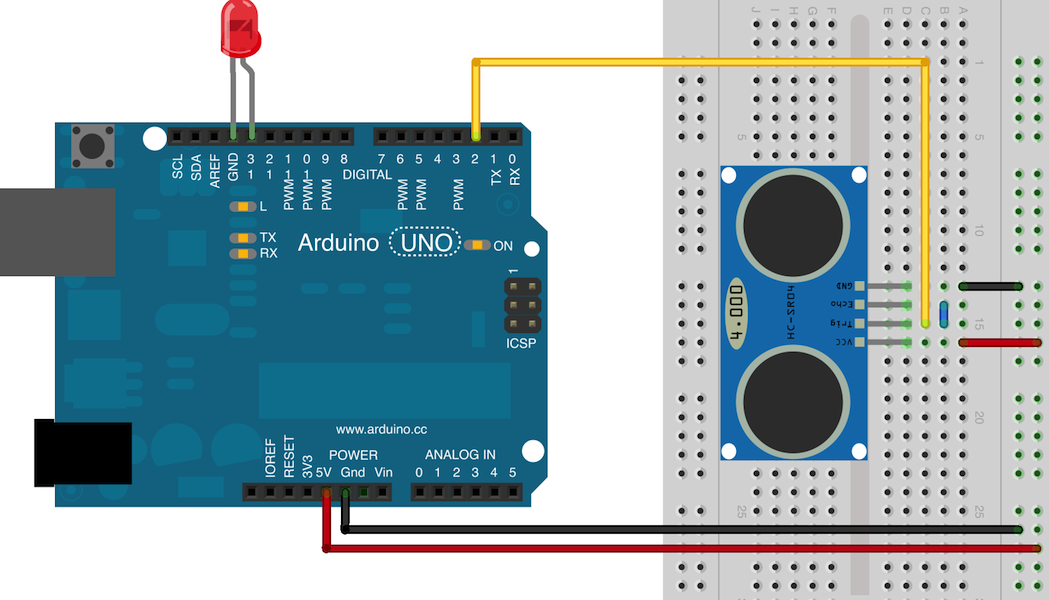 J I H G F E D C B A
1
5 5
10
15
20
25 25
SCL SDA AREF GND 13 12 PWM 11 PWM 10 PWM 9 8
7 PWM 6 PWM 5 4 PWM 3 2 TX 1 RX 0
DIGITAL
L
TX
RX
Arduino UNO ON
1
ICSP
GND
Echo
Trig
VCC
HC-SR04
4.000
www.arduino.cc
POWER ANALOG IN
IOREF RESET 3V3 5V Gnd Vin 0 1 2 3 4 5